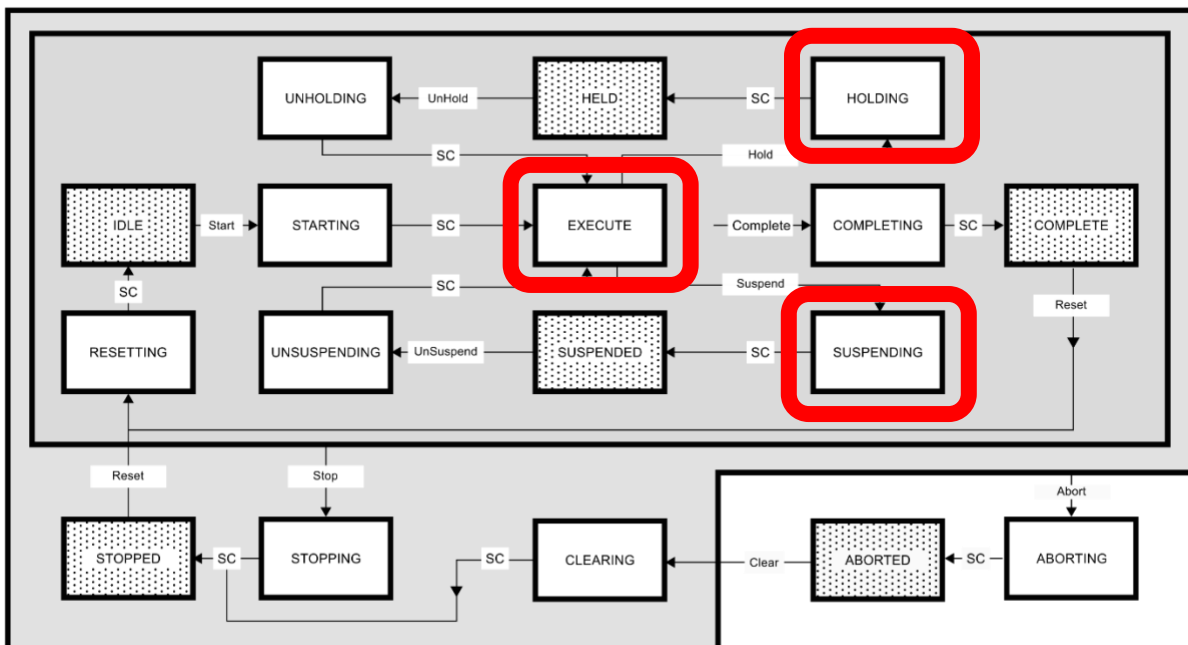 UNHOLDING
UnHold
HELD
SC
HOLDING
SC
Hold
IDLE
Start
STARTING
SC
EXECUTE
Complete
COMPLETING
SC
COMPLETE
SC
SC
Suspend
Reset
RESETTING
UNSUSPENDING
UnSuspend
SUSPENDED
SC
SUSPENDING
Reset
Stop
Abort
STOPPED
SC
STOPPING
SC
CLEARING
Clear
ABORTED
SC
ABORTING